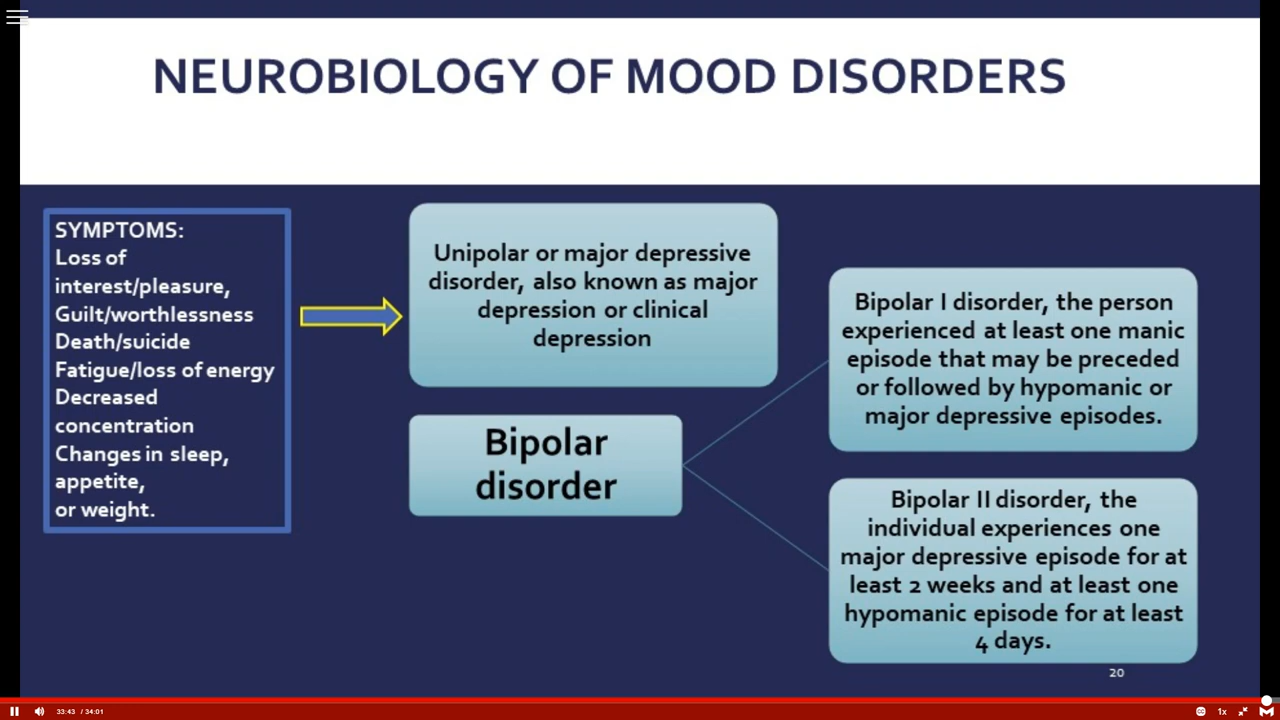 NEUROBIOLOGY OF MOOD DISORDERS
SYMPTOMS:
Loss of
interest/pleasure,
Guilt/worthlessness
Death/suicide
Fatigue/loss of energy
Decreased
concentration
Changes in sleep,
appetite,
or weight.
Unipolar or major depressive
disorder, also known as major
depression or clinical
depression
Bipolar
disorder
Bipolar I disorder, the person
experienced at least one manic
episode that may be preceded
or followed by hypomanic or
major depressive episodes.
Bipolar II disorder, the
individual experiences one
major depressive episode for at
least 2 weeks and at least one
hypomanic episode for at least
4 days.
20
33:43 / 34:01
1x